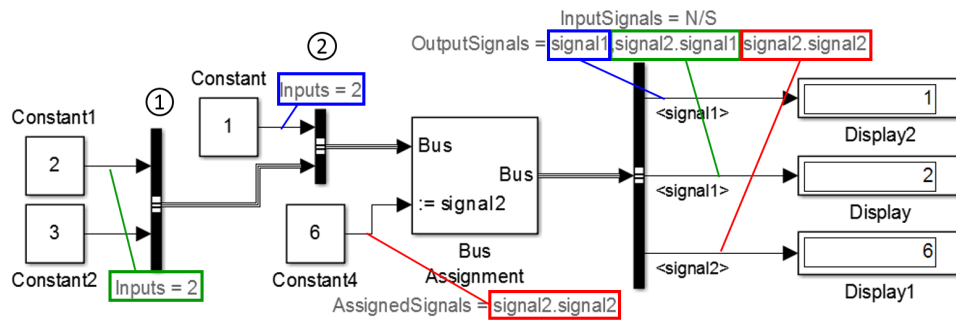 InputSignals = N/S
OutputSignals = signal1,signal2.signal1,signal2.signal2
②
Constant
Inputs = 2
①
Constant1
1
1
<signal1>
Display2
2
Bus
Bus
2
<signal1>
Display
3
:= signal2
6
6
<signal2>
Display1
Constant2
Constant4
Bus
Assignment
Inputs = 2
AssignedSignals = signal2.signal2